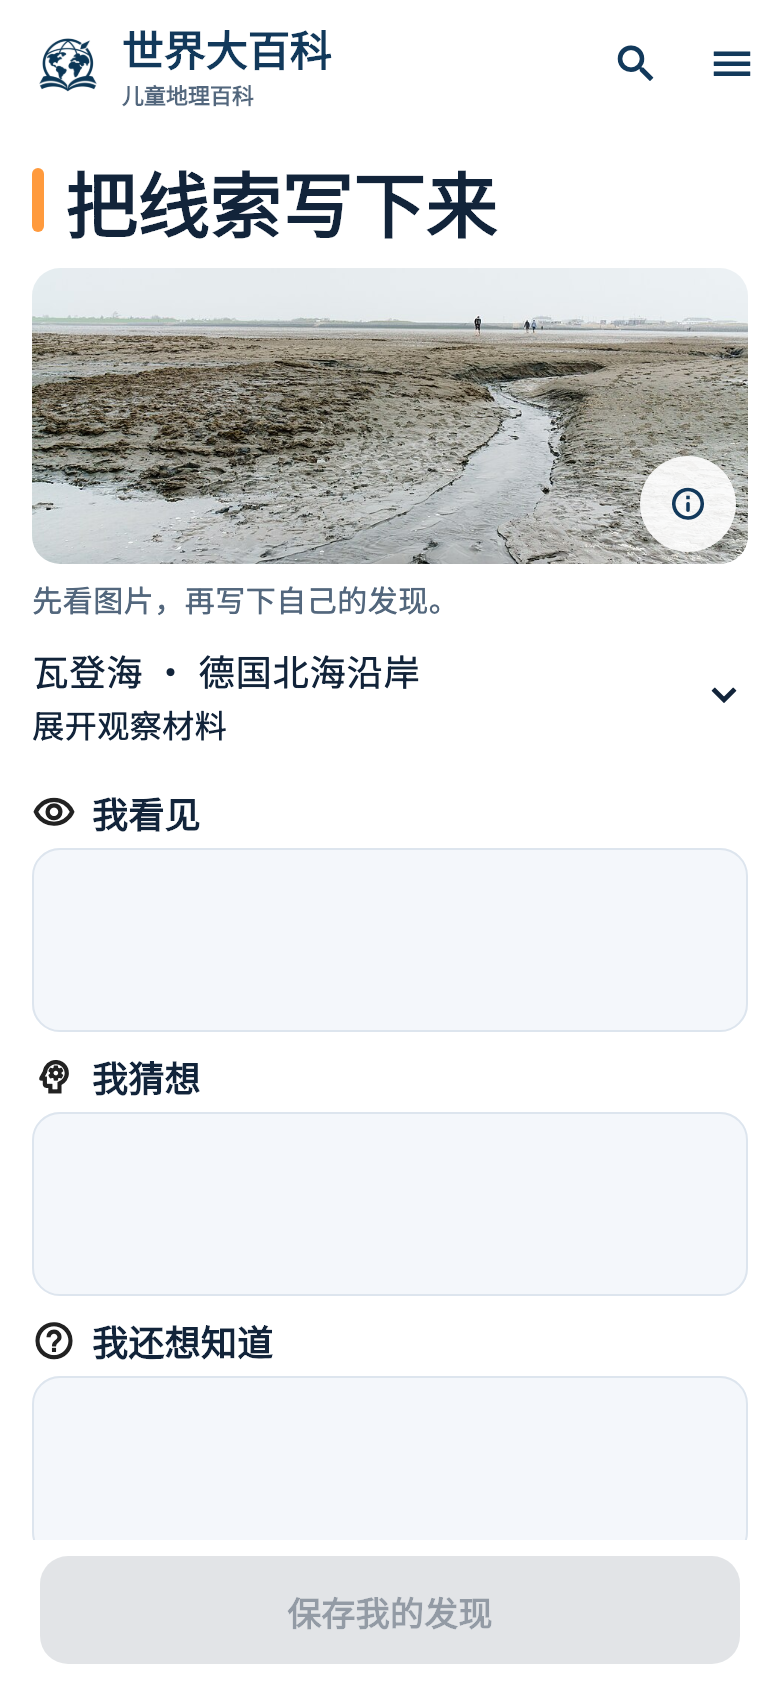 世界大百科
儿童地理百科
把线索写下来
先看图片，再写下自己的发现。
瓦登海 · 德国北海沿岸
展开观察材料
我看见
我猜想
我还想知道
保存我的发现